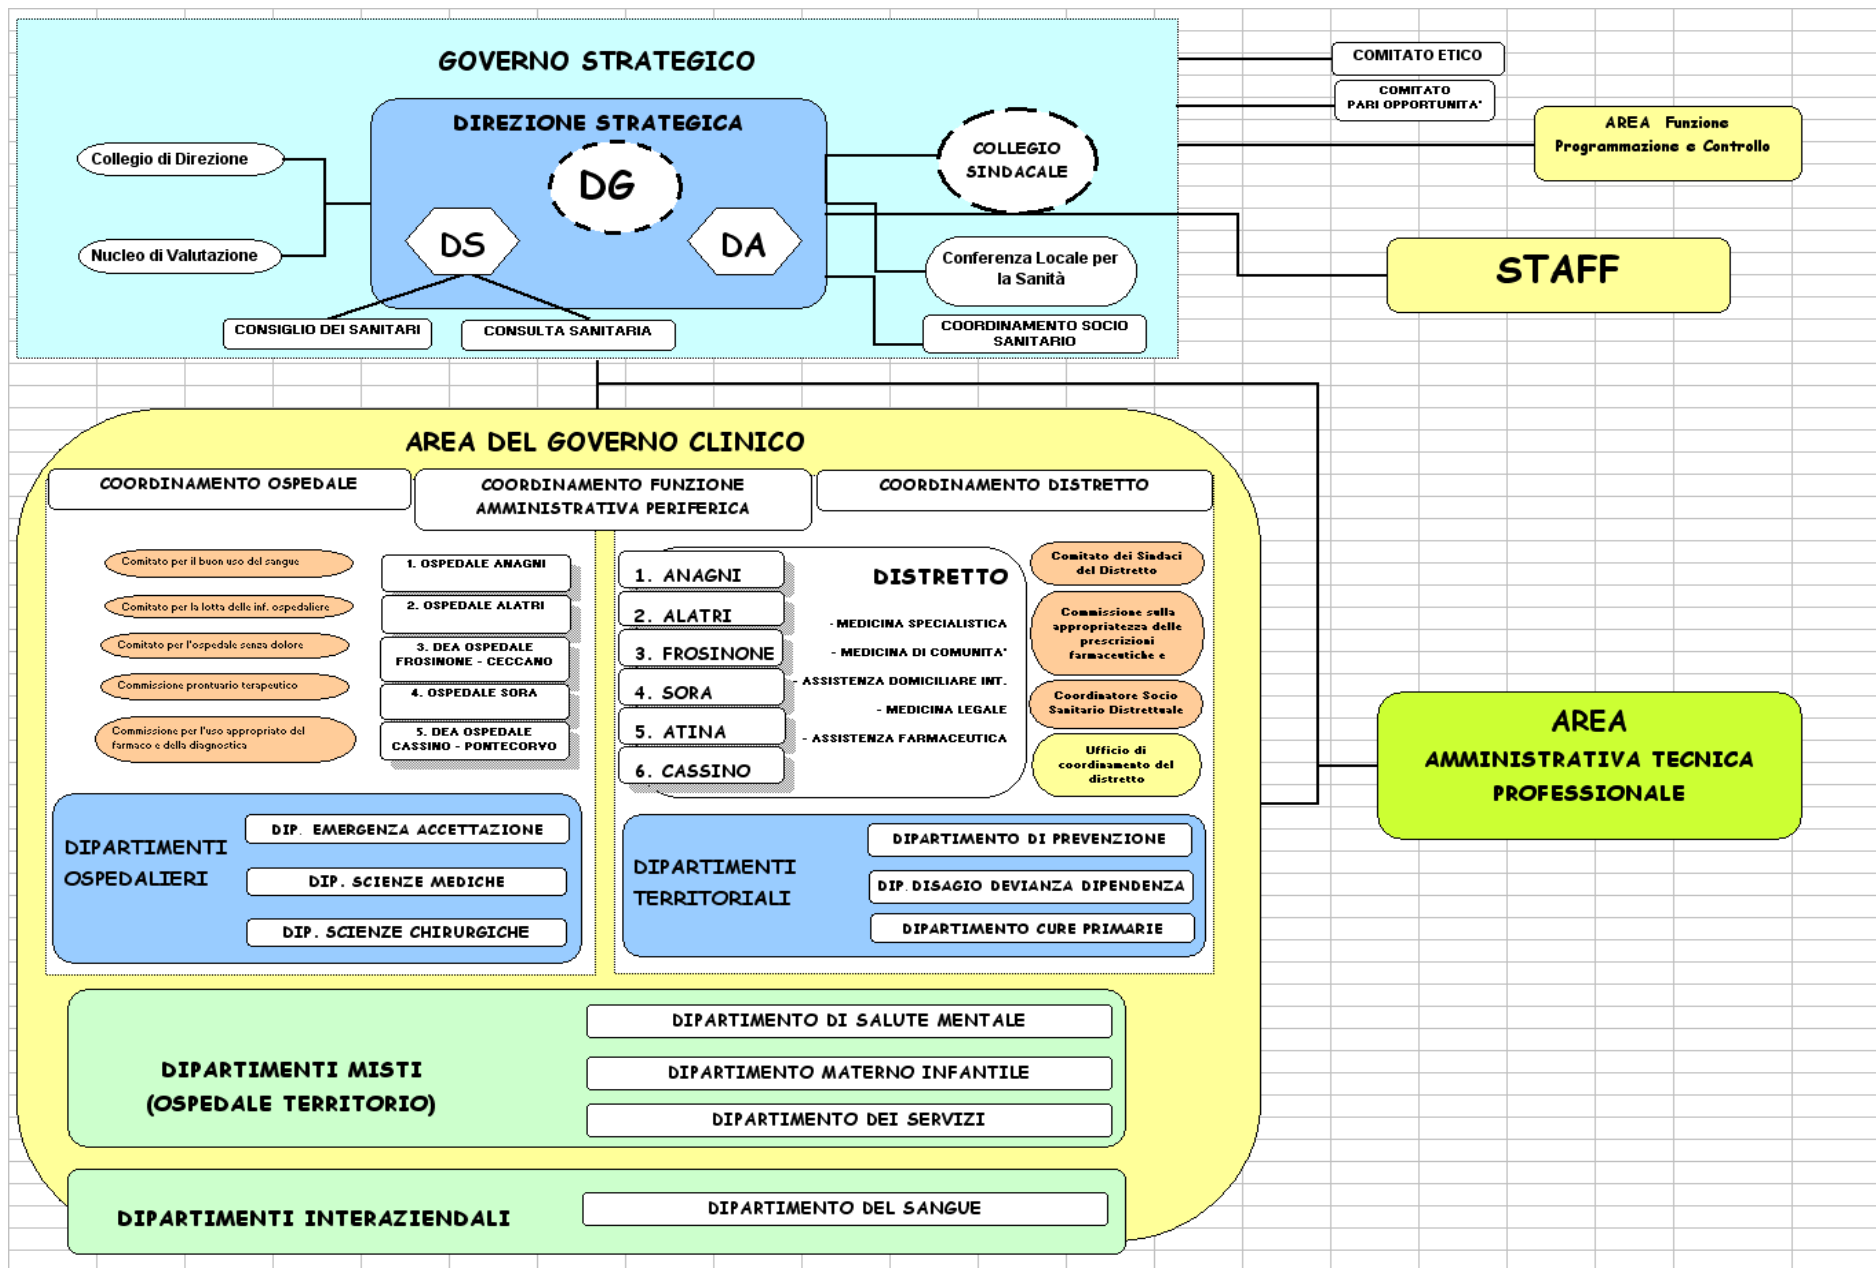 GOVERNO STRATEGICO
DIREZIONE STRATEGICA
DG
DS
DA
Collegio di Direzione
Nucleo di Valutazione
CONSIGLIO DEI SANITARI
CONSULTA SANITARIA
COLLEGIO
SINDACALE
Conferenza Locale per
la Sanità
COORDINAMENTO SOCIO
SANITARIO
COMITATO ETICO
COMITATO
PARI OPPORTUNITA'
AREA Funzione
Programmazione e Controllo
STAFF
AREA DEL GOVERNO CLINICO
COORDINAMENTO OSPEDALE
COORDINAMENTO FUNZIONE
AMMINISTRATIVA PERIFERICA
COORDINAMENTO DISTRETTO
Comitato per il buon uso del sangue
Comitato per la lotta delle inf. ospedaliere
Comitato per l'ospedale senza dolore
Commissione prontuario terapeutico
Commissione per l'uso appropriato del
farmaco e della diagnostica
1. OSPEDALE ANAGNI
2. OSPEDALE ALATRI
3. DEA OSPEDALE
FROSINONE - CECCANO
4. OSPEDALE SORA
5. DEA OSPEDALE
CASSINO - PONTECORVO
1. ANAGNI
2. ALATRI
3. FROSINONE
4. SORA
5. ATINA
6. CASSINO
DISTRETTO
- MEDICINA SPECIALISTICA
- MEDICINA DI COMUNITA'
- ASSISTENZA DOMICILIARE INT.
- MEDICINA LEGALE
- ASSISTENZA FARMACEUTICA
Comitato dei Sindaci
del Distretto
Commissione sulla
appropriatezza delle
prescrizioni
farmaceutiche e
Coordinatore Socio
Sanitario Distrettuale
Ufficio di
coordinamento del
distretto
DIPARTIMENTI
OSPEDALIERI
DIP. EMERGENZA ACCETTAZIONE
DIP. SCIENZE MEDICHE
DIP. SCIENZE CHIRURGICHE
DIPARTIMENTI
TERRITORIALI
DIPARTIMENTO DI PREVENZIONE
DIP. DISAGIO DEVIANZA DIPENDENZA
DIPARTIMENTO CURE PRIMARIE
AREA
AMMINISTRATIVA TECNICA
PROFESSIONALE
DIPARTIMENTI MISTI
(OSPEDALE TERRITORIO)
DIPARTIMENTO DI SALUTE MENTALE
DIPARTIMENTO MATERNO INFANTILE
DIPARTIMENTO DEI SERVIZI
DIPARTIMENTI INTERAZIENDALI
DIPARTIMENTO DEL SANGUE